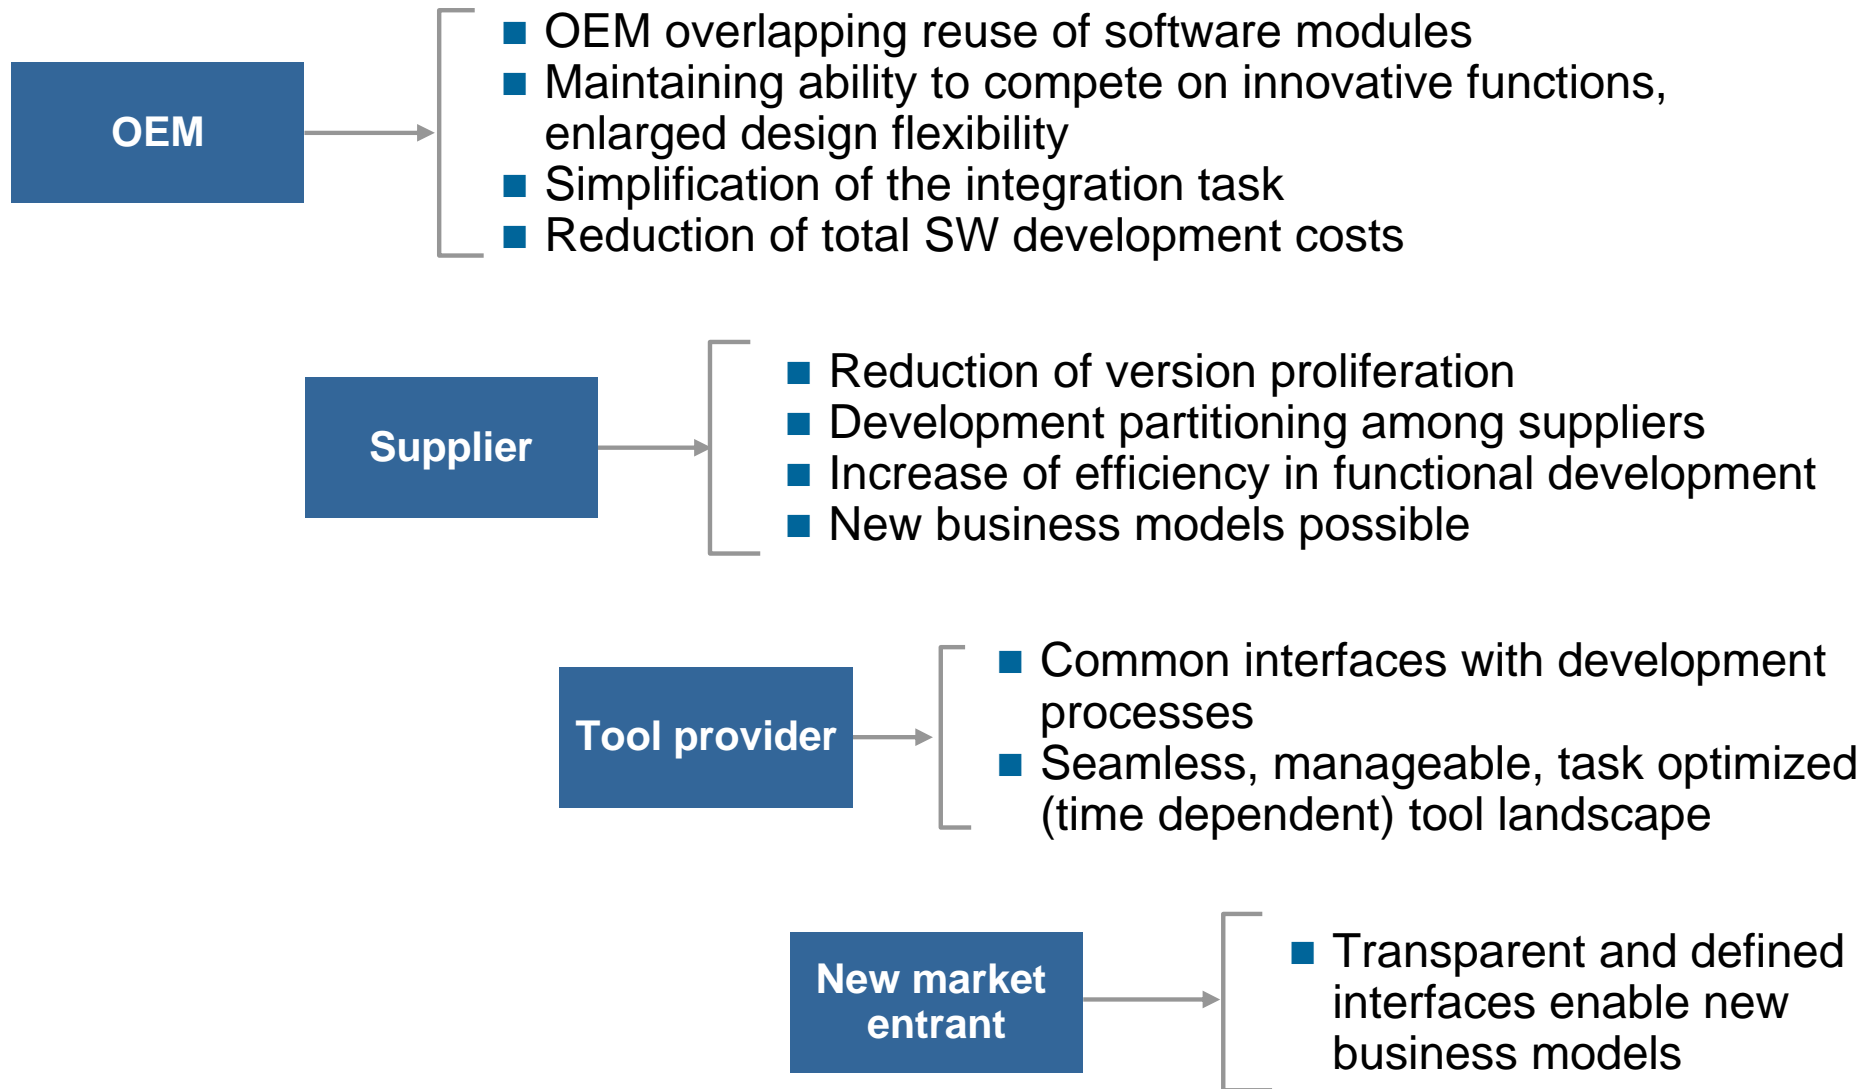 OEM
OEM overlapping reuse of software modules
Maintaining ability to compete on innovative functions,
enlarged design flexibility
Simplification of the integration task
Reduction of total SW development costs
Supplier
Reduction of version proliferation
Development partitioning among suppliers
Increase of efficiency in functional development
New business models possible
Tool provider
Common interfaces with development
processes
Seamless, manageable, task optimized
(time dependent) tool landscape
New market
entrant
Transparent and defined
interfaces enable new
business models